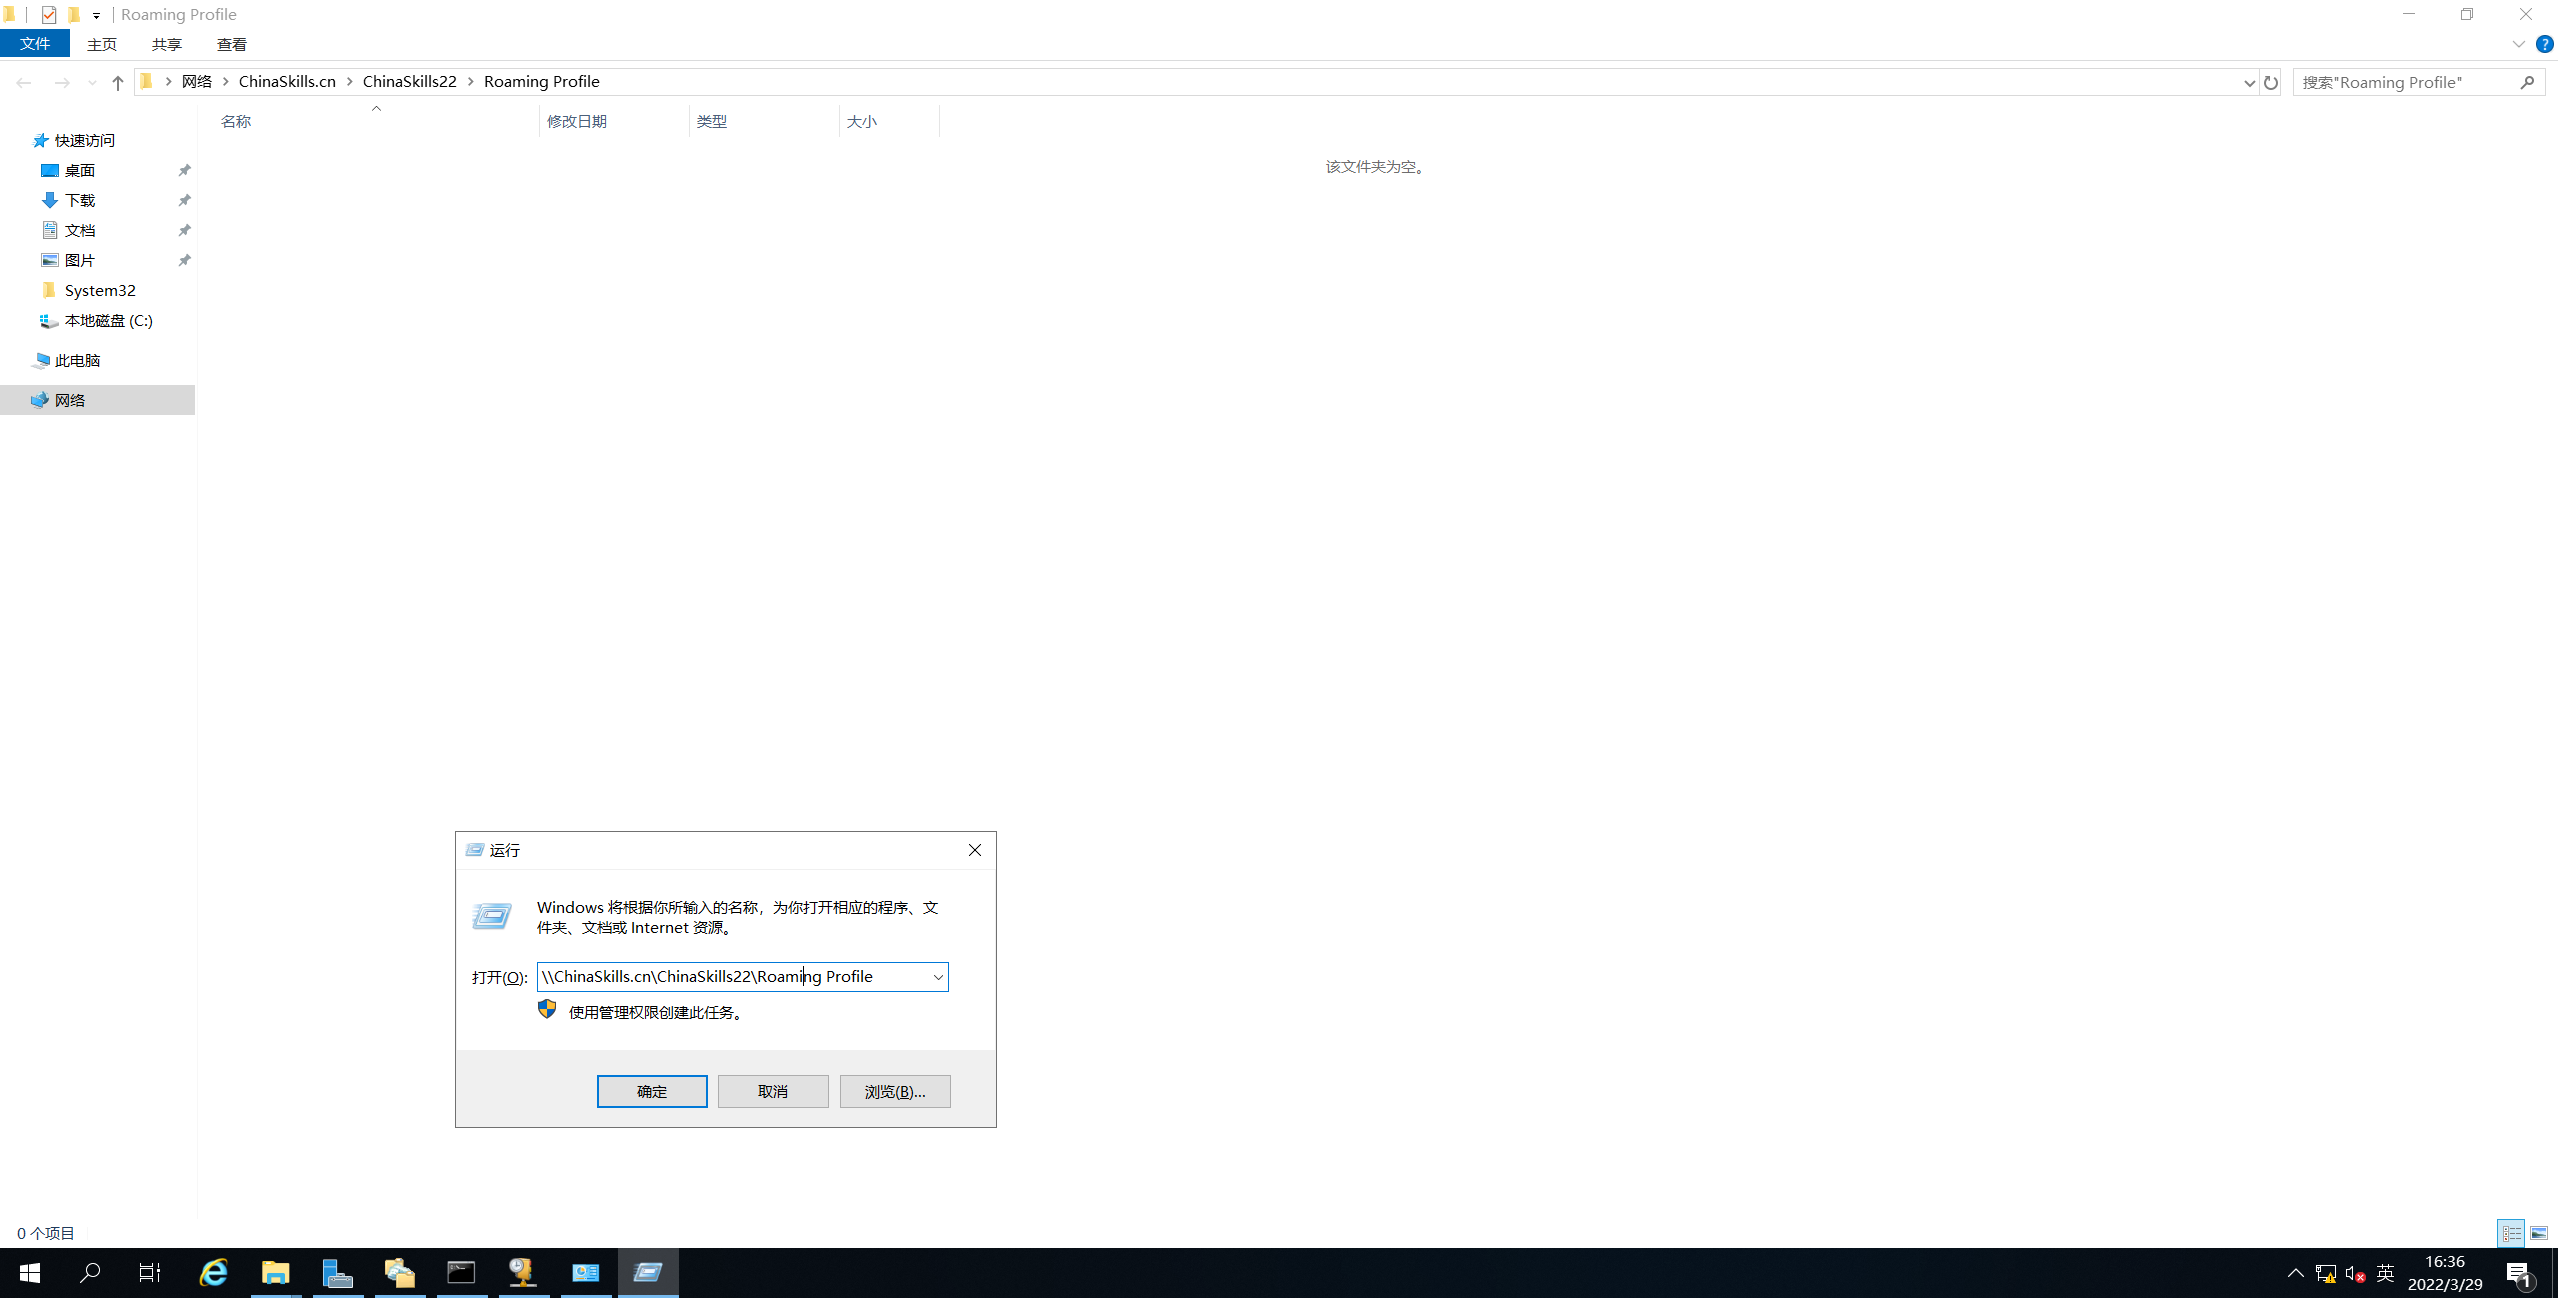 Roaming Profile
文件 主页 共享 查看
网络 ChinaSkills.cn ChinaSkills22 Roaming Profile
搜索"Roaming Profile"
名称 修改日期 类型 大小
该文件夹为空。
快速访问
桌面
下载
文档
图片
System32
本地磁盘 (C:)
此电脑
网络
运行
Windows 将根据你所输入的名称，为你打开相应的程序、文
件夹、文档或 Internet 资源。
打开(O): \\ChinaSkills.cn\ChinaSkills22\Roaming Profile
使用管理权限创建此任务。
确定 取消 浏览(B)...
0 个项目
英
16:36
2022/3/29
1